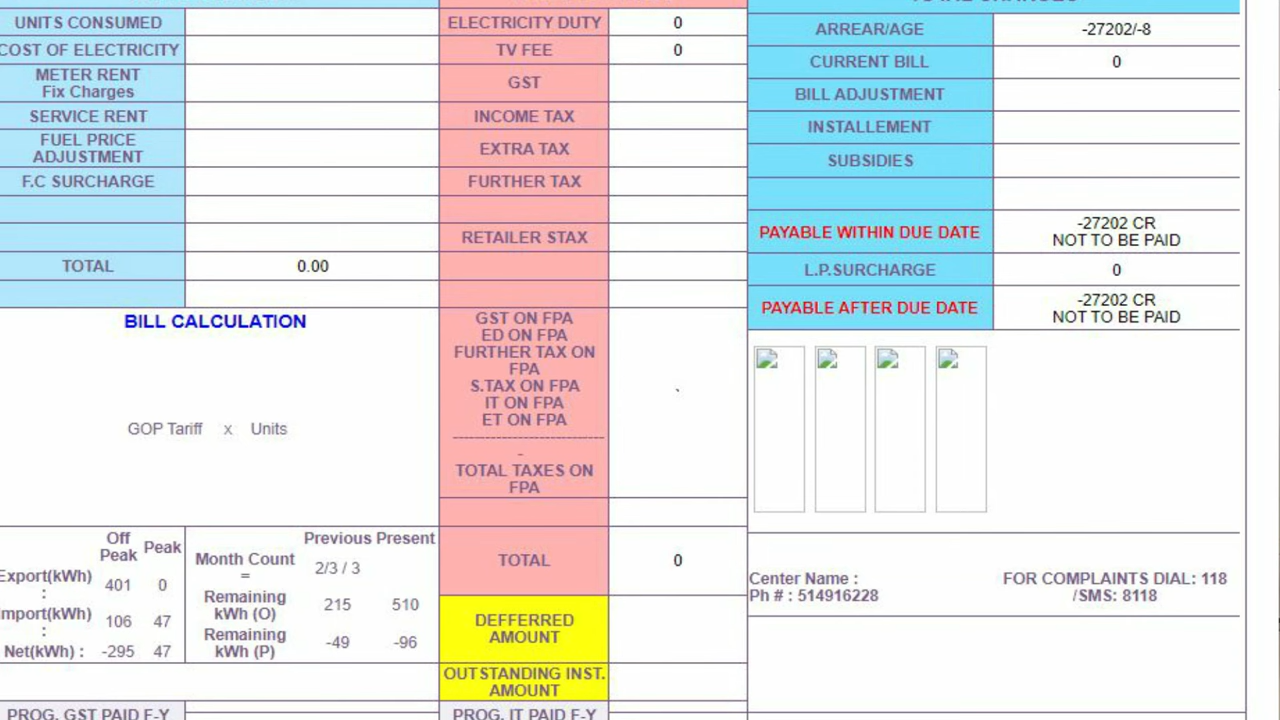 UNITS CONSUMED
COST OF ELECTRICITY
METER RENT
Fix Charges
SERVICE RENT
FUEL PRICE
ADJUSTMENT
F.C SURCHARGE
TOTAL 0.00
BILL CALCULATION
GOP Tariff x Units
Off
Peak Peak
Export(kWh)
: 401 0
Import(kWh)
: 106 47
Net(kWh) : -295 47
Previous Present
Month Count
= 2/3 / 3
Remaining
kWh (O) 215 510
Remaining
kWh (P) -49 -96
PROG. GST PAID F-Y
ELECTRICITY DUTY 0
TV FEE 0
GST
INCOME TAX
EXTRA TAX
FURTHER TAX
RETAILER STAX
GST ON FPA
ED ON FPA
FURTHER TAX ON
FPA
S.TAX ON FPA
IT ON FPA
ET ON FPA
-----------------------------
-
TOTAL TAXES ON
FPA
TOTAL 0
DEFFERRED
AMOUNT
OUTSTANDING INST.
AMOUNT
PROG. IT PAID F-Y
ARREAR/AGE -27202/-8
CURRENT BILL 0
BILL ADJUSTMENT
INSTALLEMENT
SUBSIDIES
PAYABLE WITHIN DUE DATE -27202 CR
NOT TO BE PAID
L.P.SURCHARGE 0
PAYABLE AFTER DUE DATE -27202 CR
NOT TO BE PAID
Center Name :
Ph # : 514916228
FOR COMPLAINTS DIAL: 118
/SMS: 8118